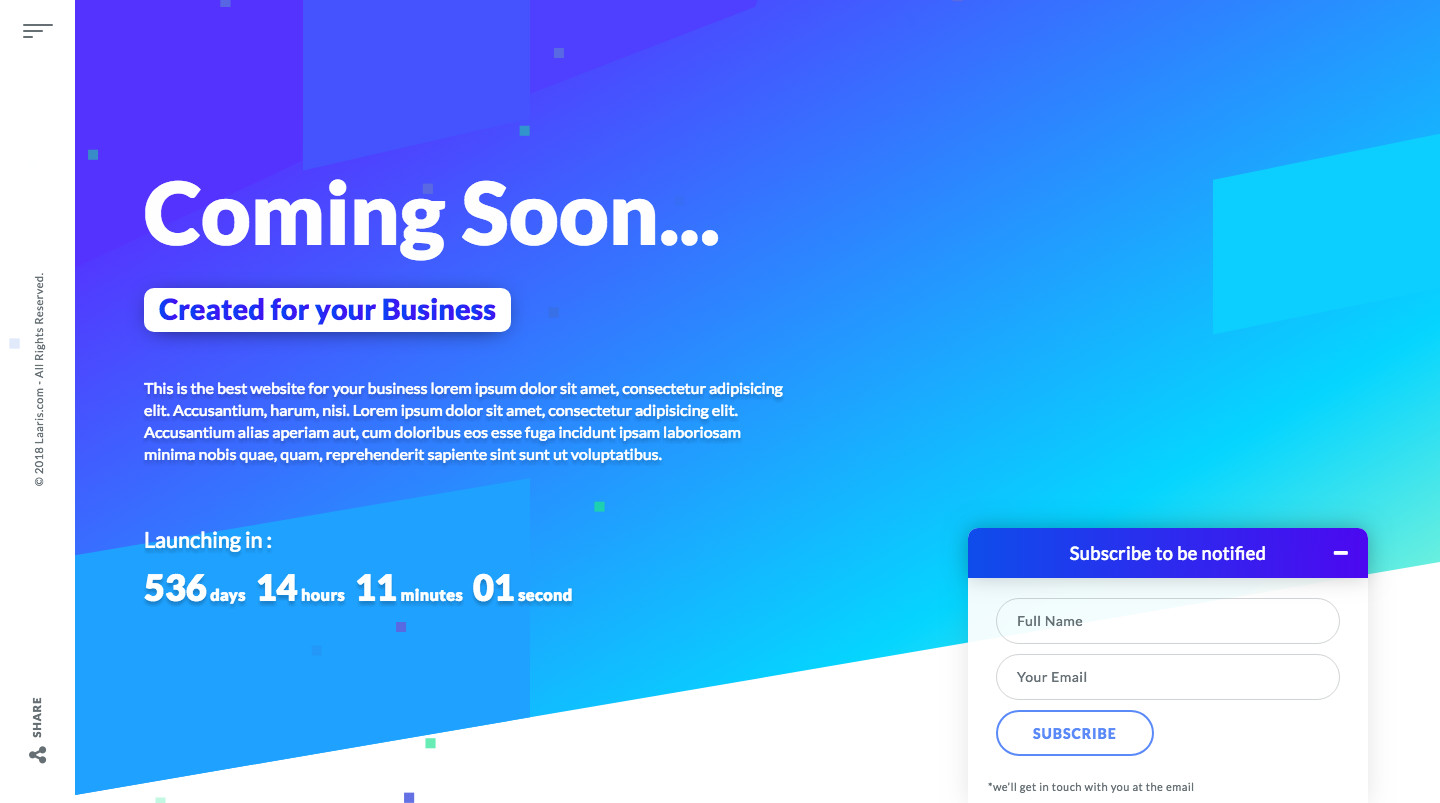 Coming Soon...
Created for your Business
This is the best website for your business lorem ipsum dolor sit amet, consectetur adipisicing
elit. Accusantium, harum, nisi. Lorem ipsum dolor sit amet, consectetur adipisicing elit.
Accusantium alias aperiam aut, cum doloribus eos esse fuga incidunt ipsam laboriosam
minima nobis quae, quam, reprehenderit sapiente sint sunt ut voluptatibus.
Launching in :
536 days 14 hours 11 minutes 01 second
© 2018 Laaris.com - All Rights Reserved.
SHARE
Subscribe to be notified
Full Name
Your Email
SUBSCRIBE
*we'll get in touch with you at the email